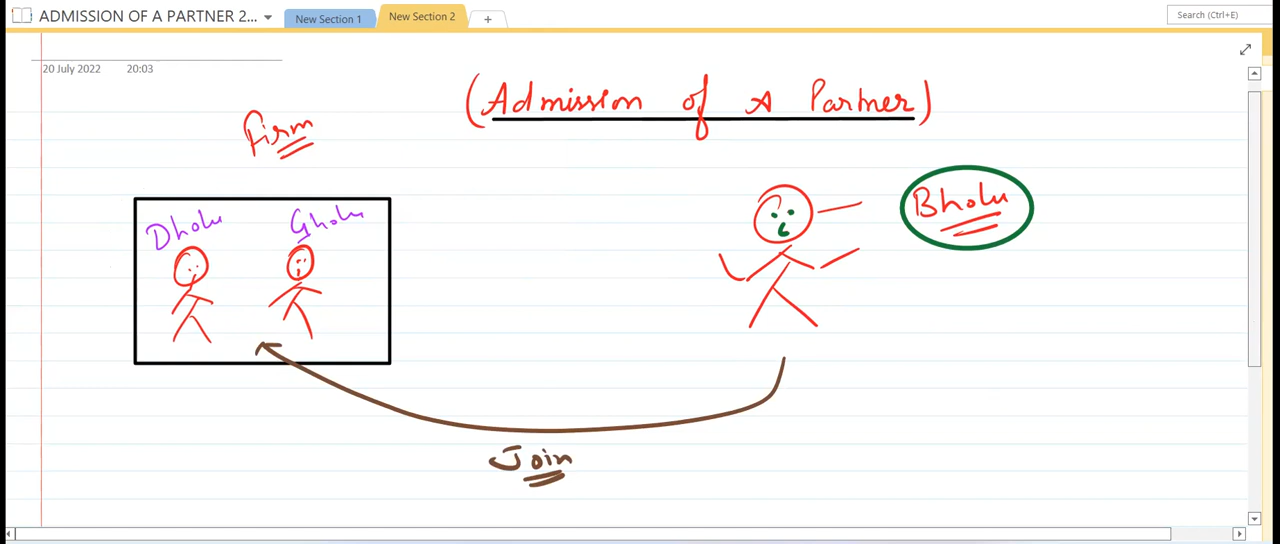 ADMISSION OF A PARTNER 2...
New Section 1
New Section 2
+
Search (Ctrl+E)
20 July 2022 20:03
(Admission of A Partner)
Firm
Dholu
Gholu
Bholu
Join